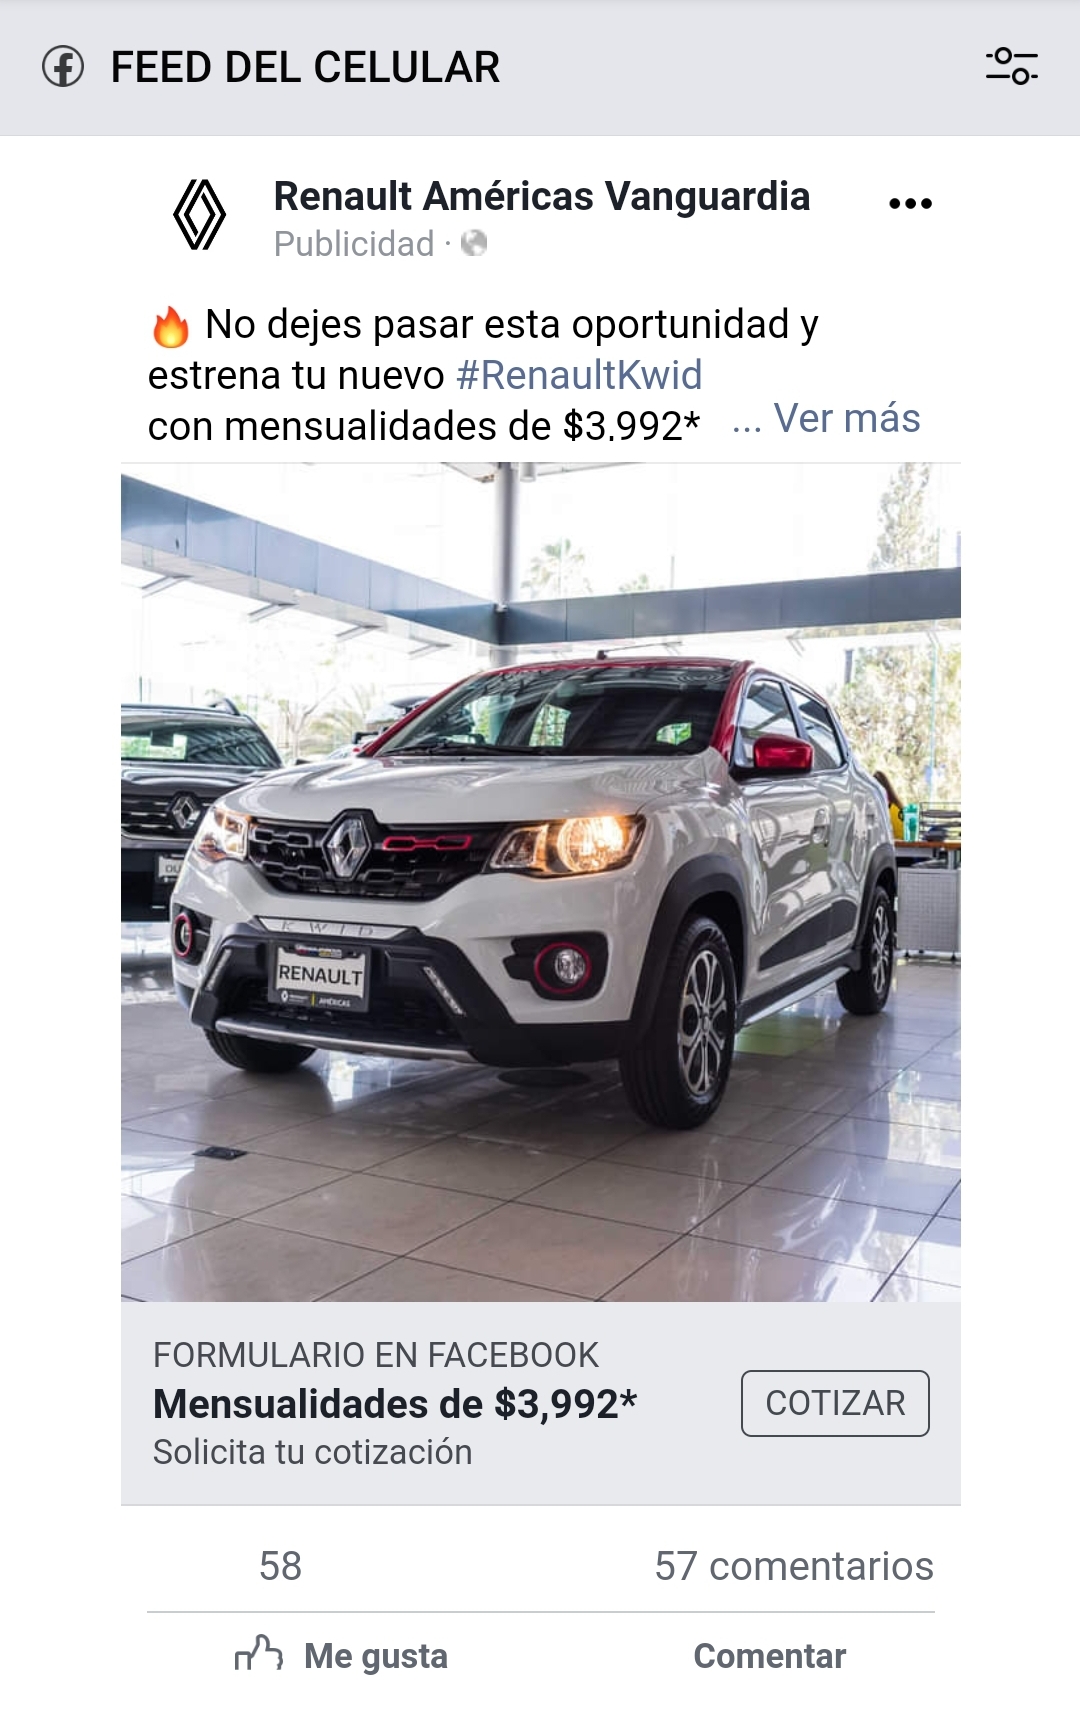 FEED DEL CELULAR
Renault Américas Vanguardia
Publicidad ·
🔥 No dejes pasar esta oportunidad y
estrena tu nuevo #RenaultKwid
con mensualidades de $3,992* ... Ver más
KWID
RENAULT
AMÉRICAS
FORMULARIO EN FACEBOOK
Mensualidades de $3,992*
Solicita tu cotización
COTIZAR
58
57 comentarios
Me gusta
Comentar